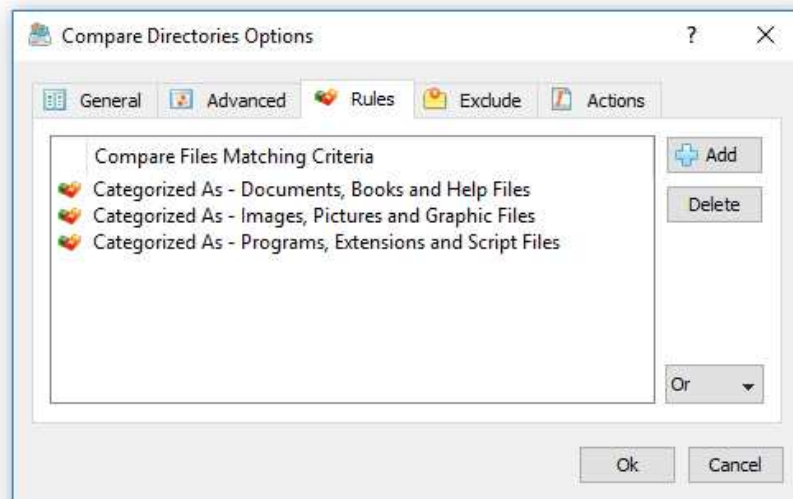 Compare Directories Options
?
General Advanced Rules Exclude Actions
Compare Files Matching Criteria
Add
Categorized As - Documents, Books and Help Files
Delete
Categorized As - Images, Pictures and Graphic Files
Categorized As - Programs, Extensions and Script Files
Or
Ok Cancel